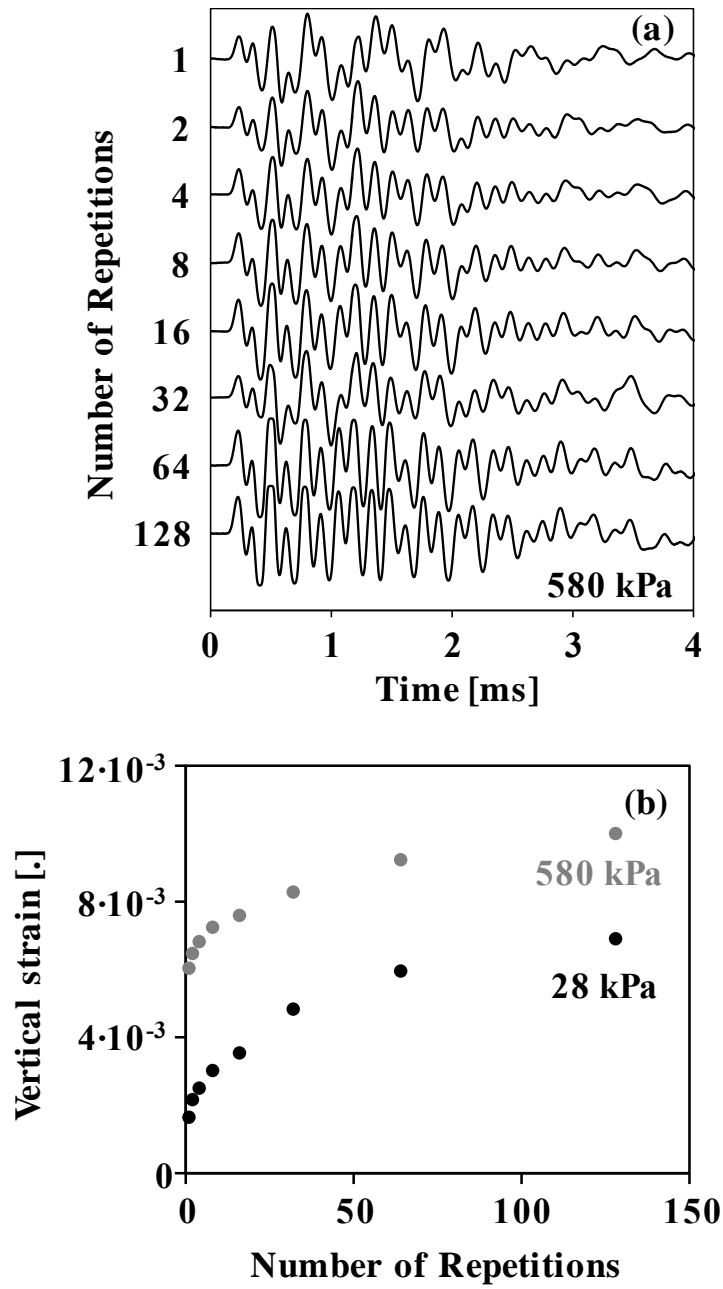 (a)
Number of Repetitions
1
2
4
8
16
32
64
128
580 kPa
0 1 2 3 4
Time [ms]
(b)
Vertical strain [.]
12·10⁻³
8·10⁻³
4·10⁻³
0
580 kPa
28 kPa
0 50 100 150
Number of Repetitions